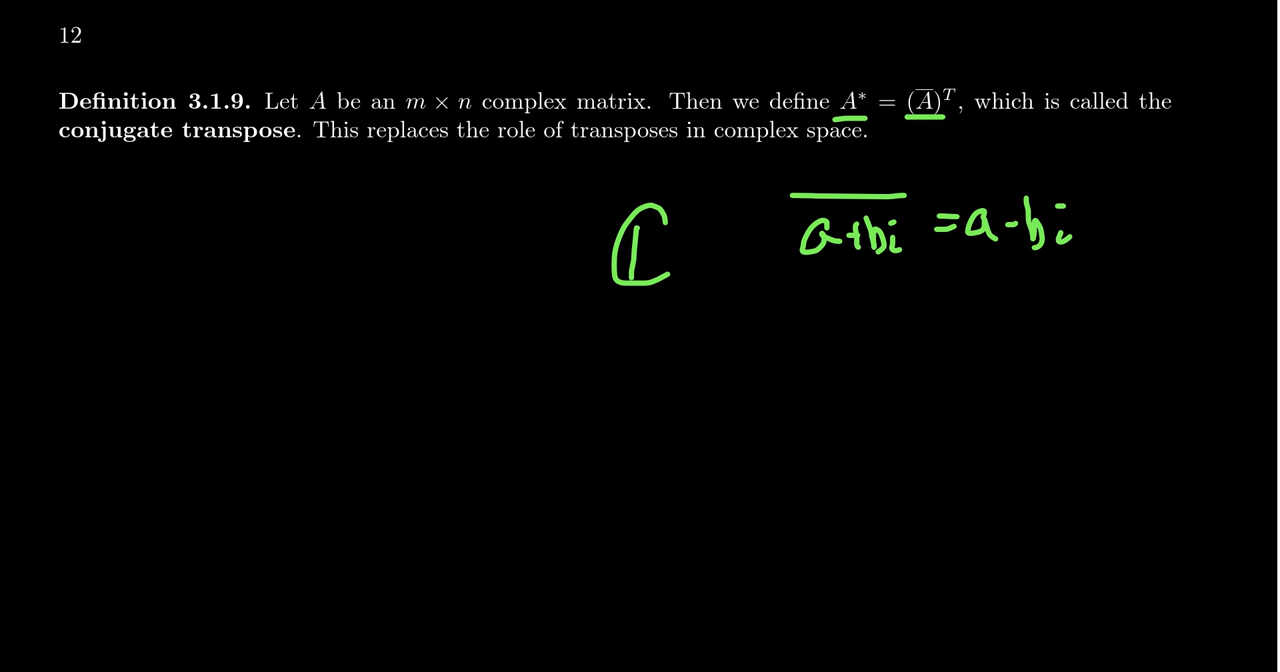 12
Definition 3.1.9. Let A be an m × n complex matrix. Then we define A* = (A̅)ᵀ, which is called the
conjugate transpose. This replaces the role of transposes in complex space.
ℂ a̅+̅b̅i̅ = a - bi